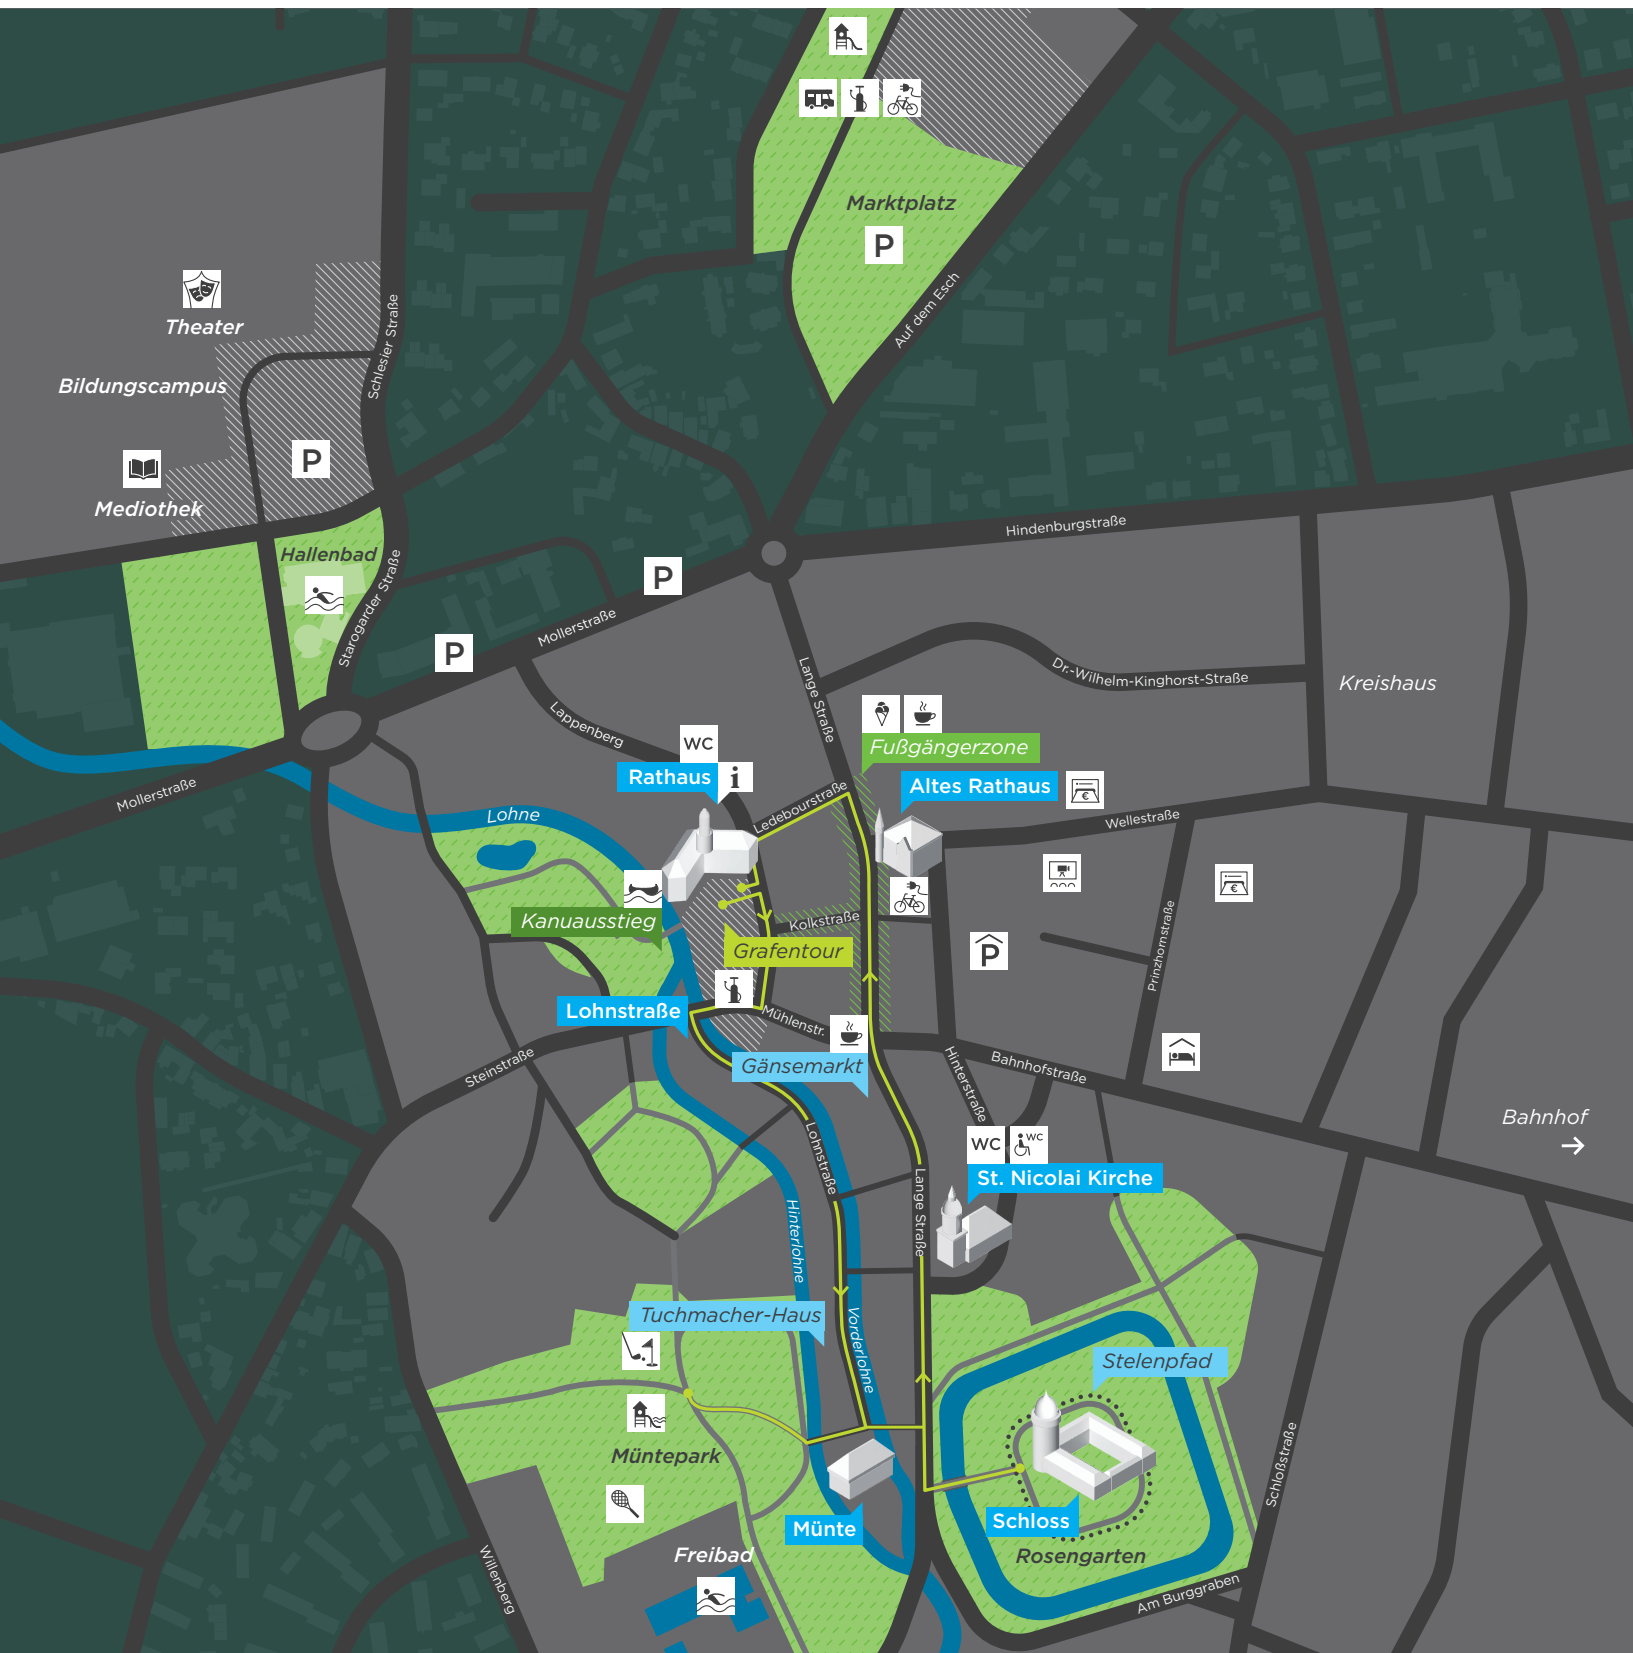 Marktplatz
P
Auf dem Esch
Theater
Schlesier Straße
Bildungscampus
P
Mediothek
Hindenburgstraße
Hallenbad
P
Starogarder Straße
Mollerstraße
P
Lange Straße
Dr.-Wilhelm-Kinghorst-Straße
Kreishaus
Lappenberg
WC
Fußgängerzone
Rathaus
i
Altes Rathaus
€
Mollerstraße
Ledebourstraße
Lohne
Wellestraße
€
Kanuausstieg
Kolkstraße
Grafentour
P
Prinzhornstraße
Lohnstraße
Mühlenstr.
Gänsemarkt
Steinstraße
Hinterstraße
Bahnhofstraße
Bahnhof
→
WC
WC
Lohnstraße
St. Nicolai Kirche
Lange Straße
Hinterlohne
Tuchmacher-Haus
Vorderlohne
Stelenpfad
Müntepark
Schloßstraße
Münte
Schloss
Freibad
Rosengarten
Willenberg
Am Burggraben